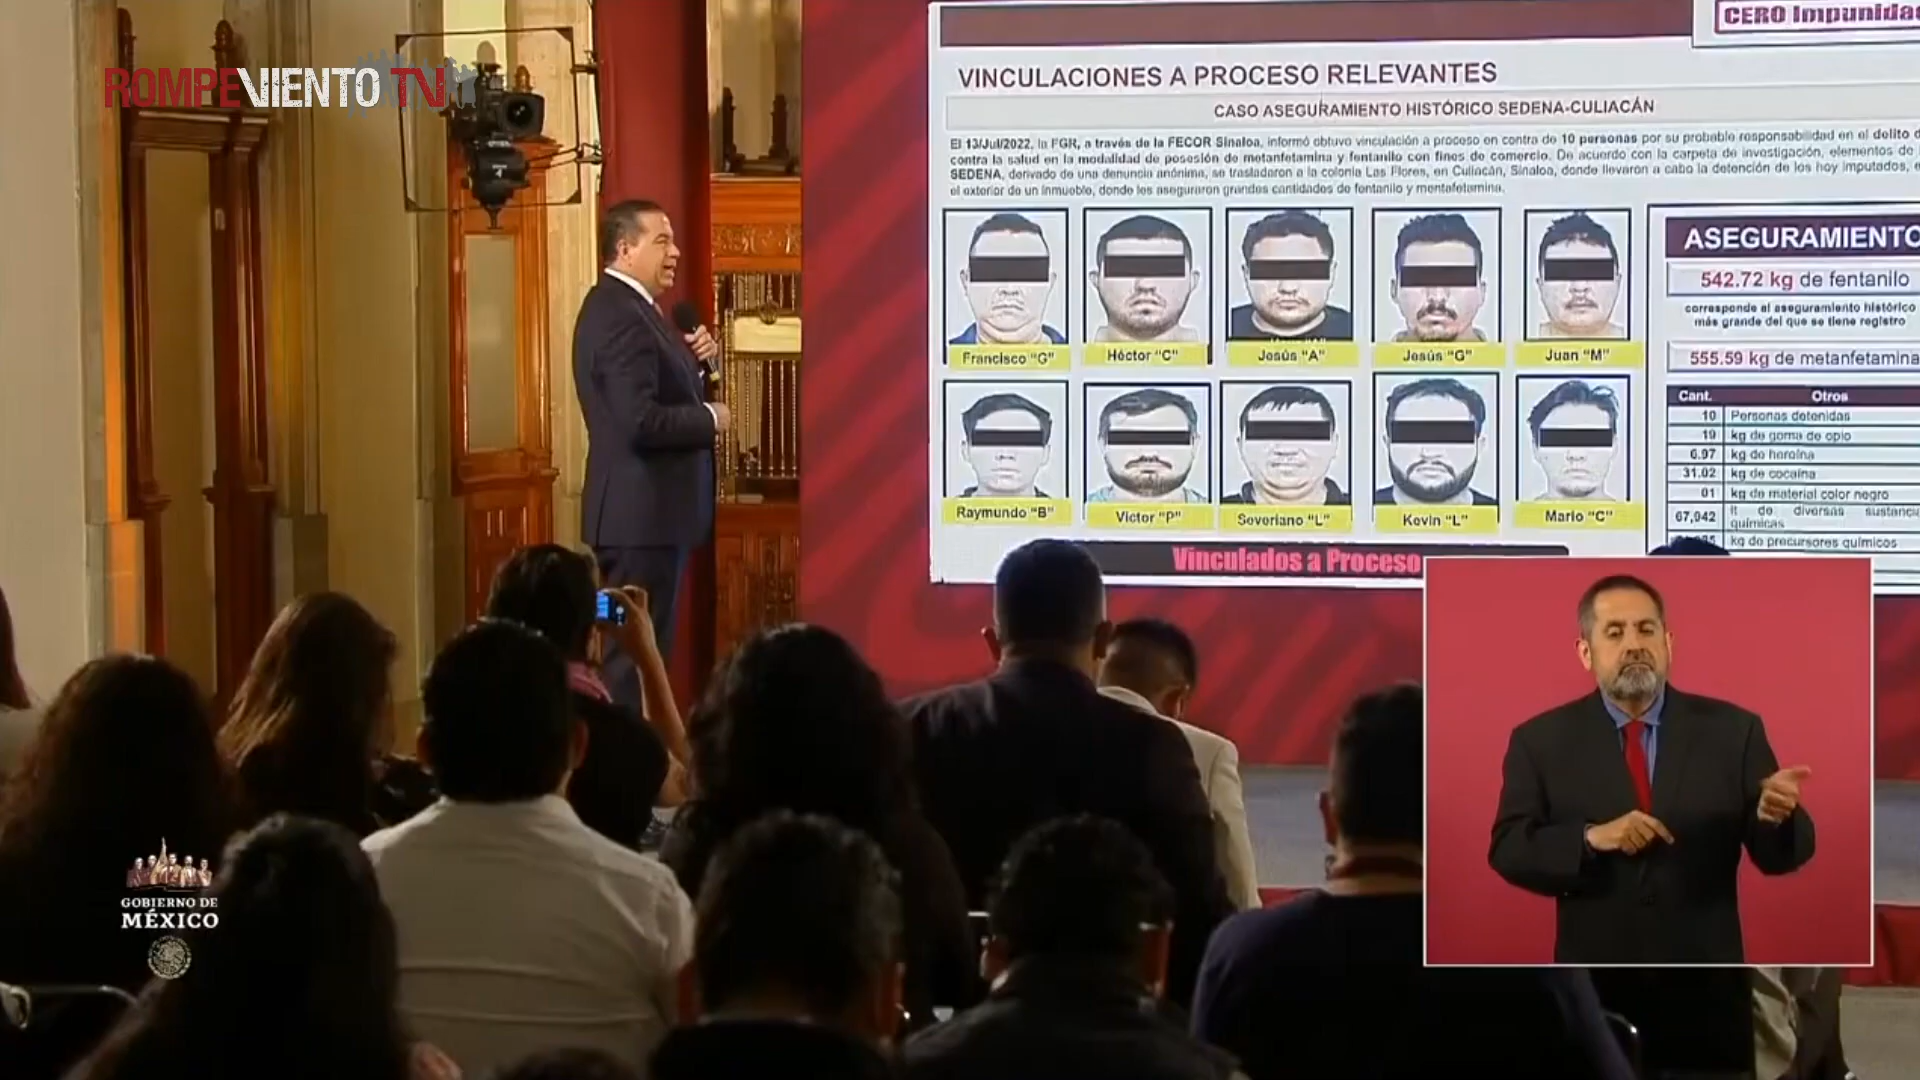 ROMPEVIENTO TV
CERO Impunidad
VINCULACIONES A PROCESO RELEVANTES
CASO ASEGURAMIENTO HISTÓRICO SEDENA-CULIACÁN
El 13/Jul/2022, la FGR, a través de la FECOR Sinaloa, informó obtuvo vinculación a proceso en contra de 10 personas por su probable responsabilidad en el delito
contra la salud en la modalidad de posesión de metanfetamina y fentanilo con fines de comercio. De acuerdo con la carpeta de investigación, elementos de
SEDENA, derivado de una denuncia anónima, se trasladaron a la colonia Las Flores, en Culiacán, Sinaloa, donde llevaron a cabo la detención de los hoy imputados,
el exterior de un inmueble, donde les aseguraron grandes cantidades de fentanilo y mentafetamina.
Francisco "G"
Héctor "C"
Jesús "A"
Jesús "G"
Juan "M"
Raymundo "B"
Victor "P"
Severiano "L"
Kevin "L"
Mario "C"
Vinculados a Proceso
ASEGURAMIENTO
542.72 kg de fentanilo
corresponde al aseguramiento histórico
más grande del que se tiene registro
555.59 kg de metanfetamina
Cant. Otros
10 Personas detenidas
19 kg de goma de opio
6.97 kg de heroína
31.02 kg de cocaína
01 kg de material color negro
67,942 lt de diversas
químicas
kg de precursores químicos
GOBIERNO DE
MÉXICO